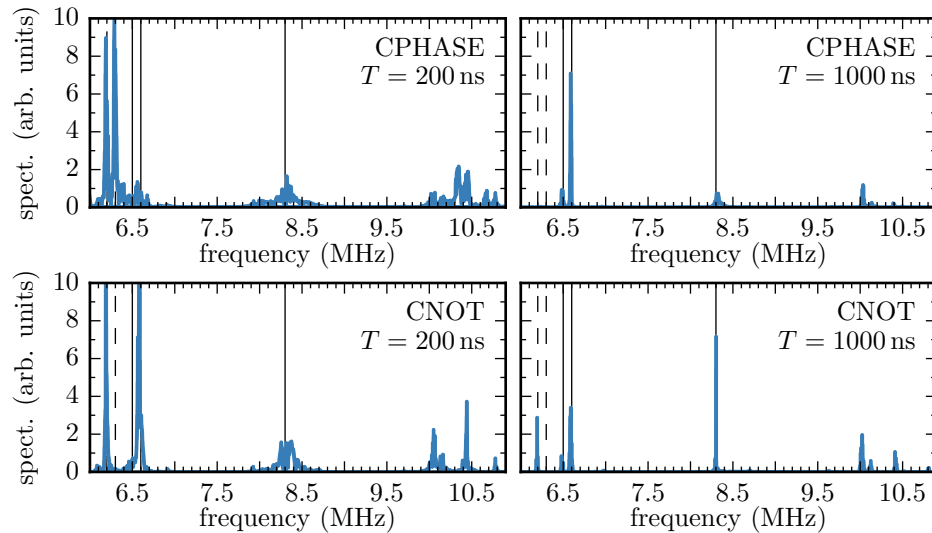 10
8
6
4
2
0
spect. (arb. units)
CPHASE
T = 200 ns
6.5 7.5 8.5 9.5 10.5
frequency (MHz)
CPHASE
T = 1000 ns
6.5 7.5 8.5 9.5 10.5
frequency (MHz)
10
8
6
4
2
0
spect. (arb. units)
CNOT
T = 200 ns
6.5 7.5 8.5 9.5 10.5
frequency (MHz)
CNOT
T = 1000 ns
6.5 7.5 8.5 9.5 10.5
frequency (MHz)